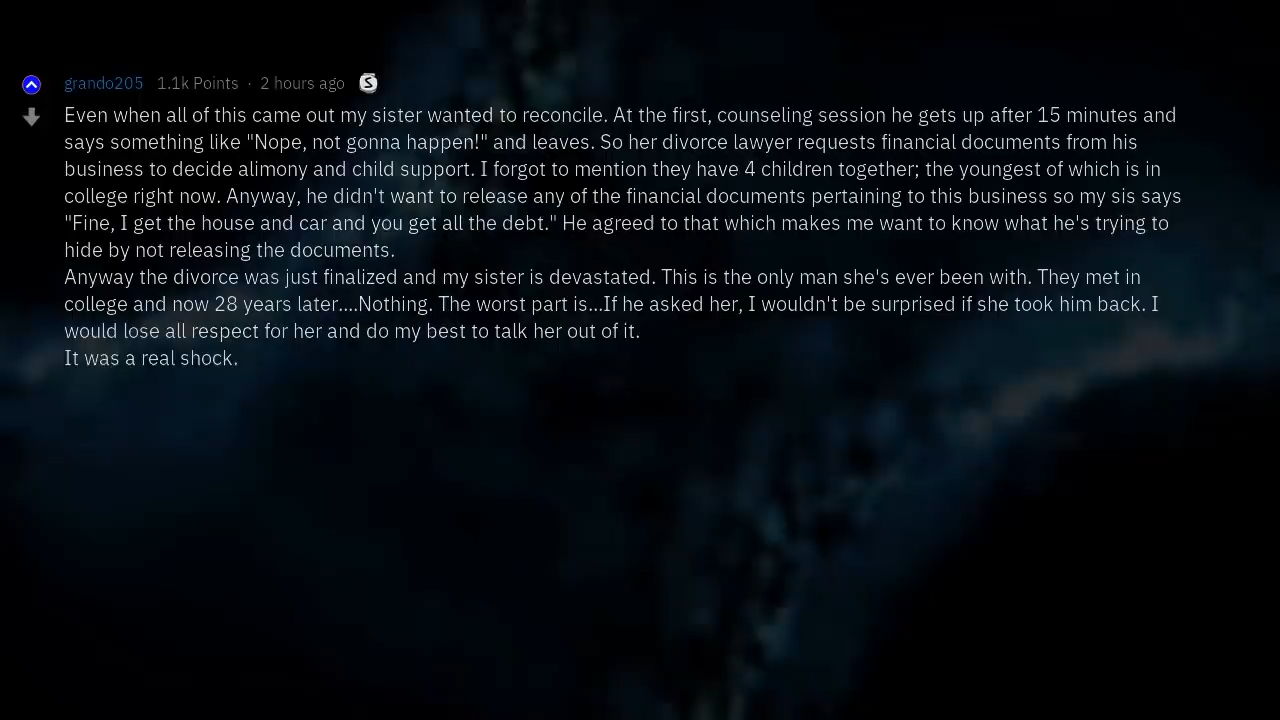 grando205 1.1k Points · 2 hours ago S
Even when all of this came out my sister wanted to reconcile. At the first, counseling session he gets up after 15 minutes and
says something like "Nope, not gonna happen!" and leaves. So her divorce lawyer requests financial documents from his
business to decide alimony and child support. I forgot to mention they have 4 children together; the youngest of which is in
college right now. Anyway, he didn't want to release any of the financial documents pertaining to this business so my sis says
"Fine, I get the house and car and you get all the debt." He agreed to that which makes me want to know what he's trying to
hide by not releasing the documents.
Anyway the divorce was just finalized and my sister is devastated. This is the only man she's ever been with. They met in
college and now 28 years later....Nothing. The worst part is...If he asked her, I wouldn't be surprised if she took him back. I
would lose all respect for her and do my best to talk her out of it.
It was a real shock.